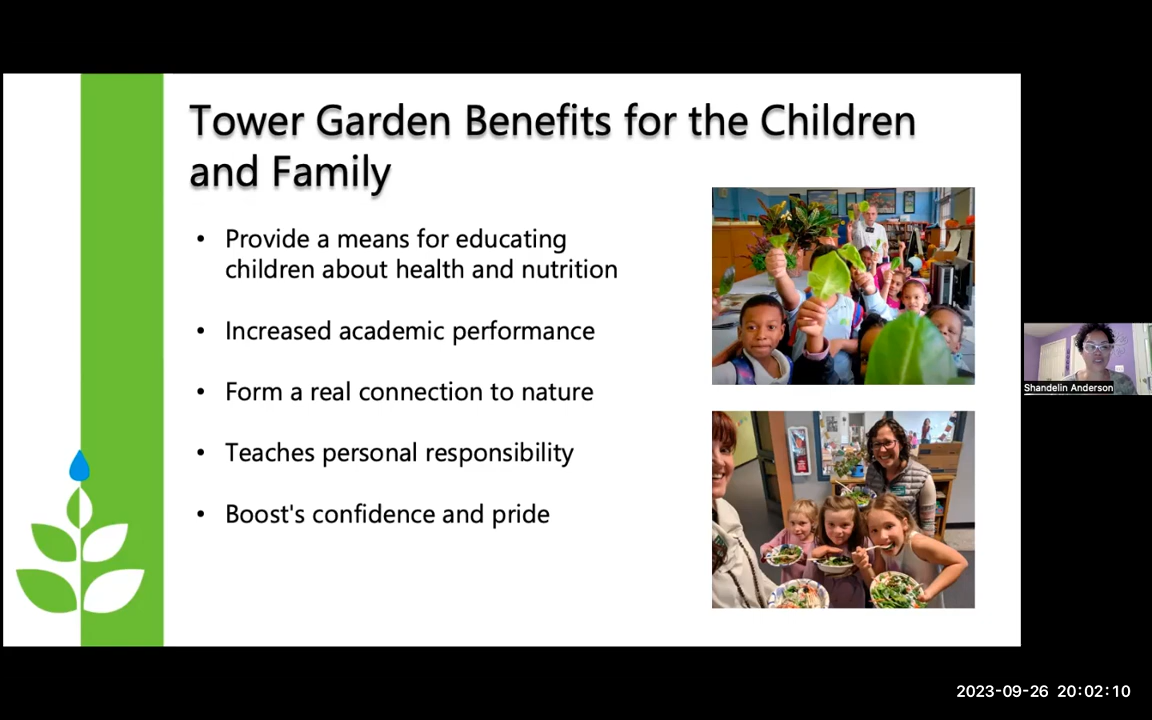 Tower Garden Benefits for the Children
and Family
• Provide a means for educating
children about health and nutrition
• Increased academic performance
• Form a real connection to nature
• Teaches personal responsibility
• Boost's confidence and pride
Shandelin Anderson
2023-09-26 20:02:10